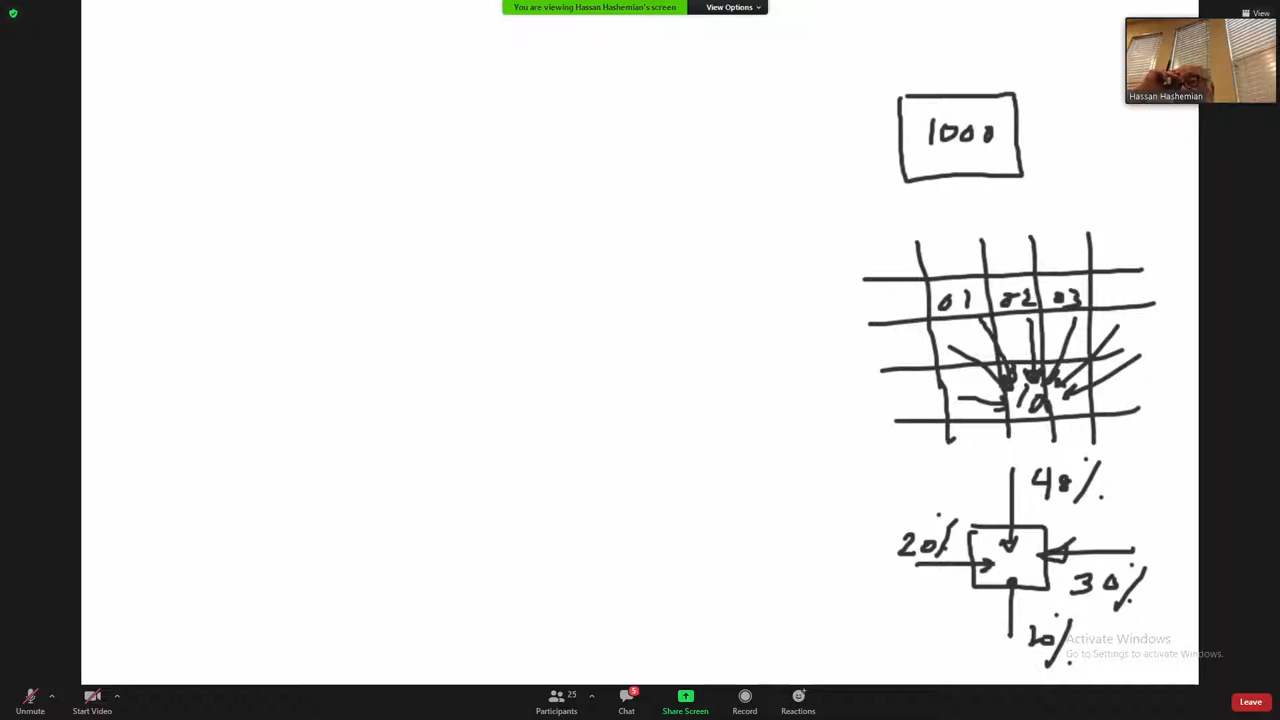 You are viewing Hassan Hashemian's screen
View Options
View
Hassan Hashemian
1000
01 02 03
10
40%
20%
30%
Activate Windows
Go to Settings to activate Windows.
Unmute
Start Video
25
Participants
5
Chat
Share Screen
Record
Reactions
Leave